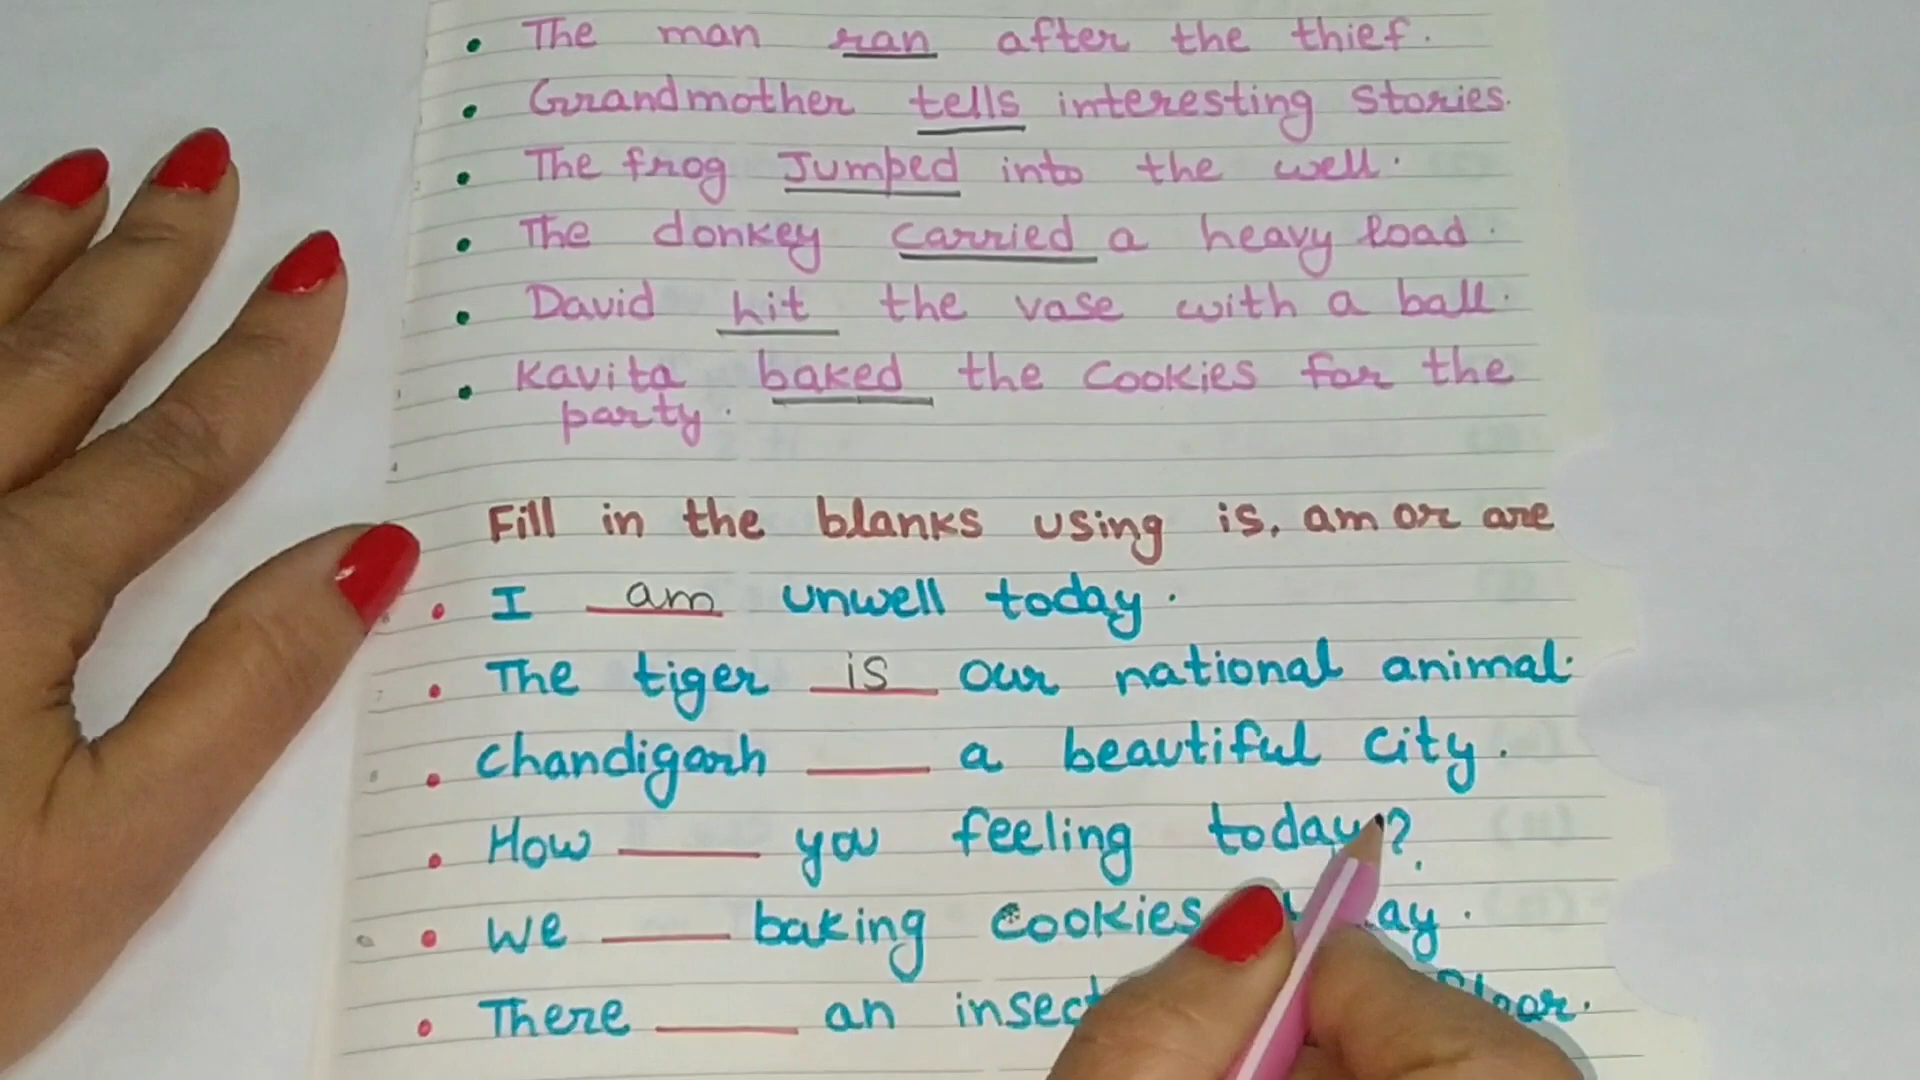 • The man ran after the thief.
• Grandmother tells interesting stories.
• The frog Jumped into the well.
• The donkey carried a heavy load.
• David hit the vase with a ball.
• Kavita baked the cookies for the
party.
Fill in the blanks using is, am or are
• I am unwell today.
• The tiger is our national animal.
• Chandigarh ____ a beautiful city.
• How ____ you feeling today?
• We ____ baking cookies
• There ____ an insect